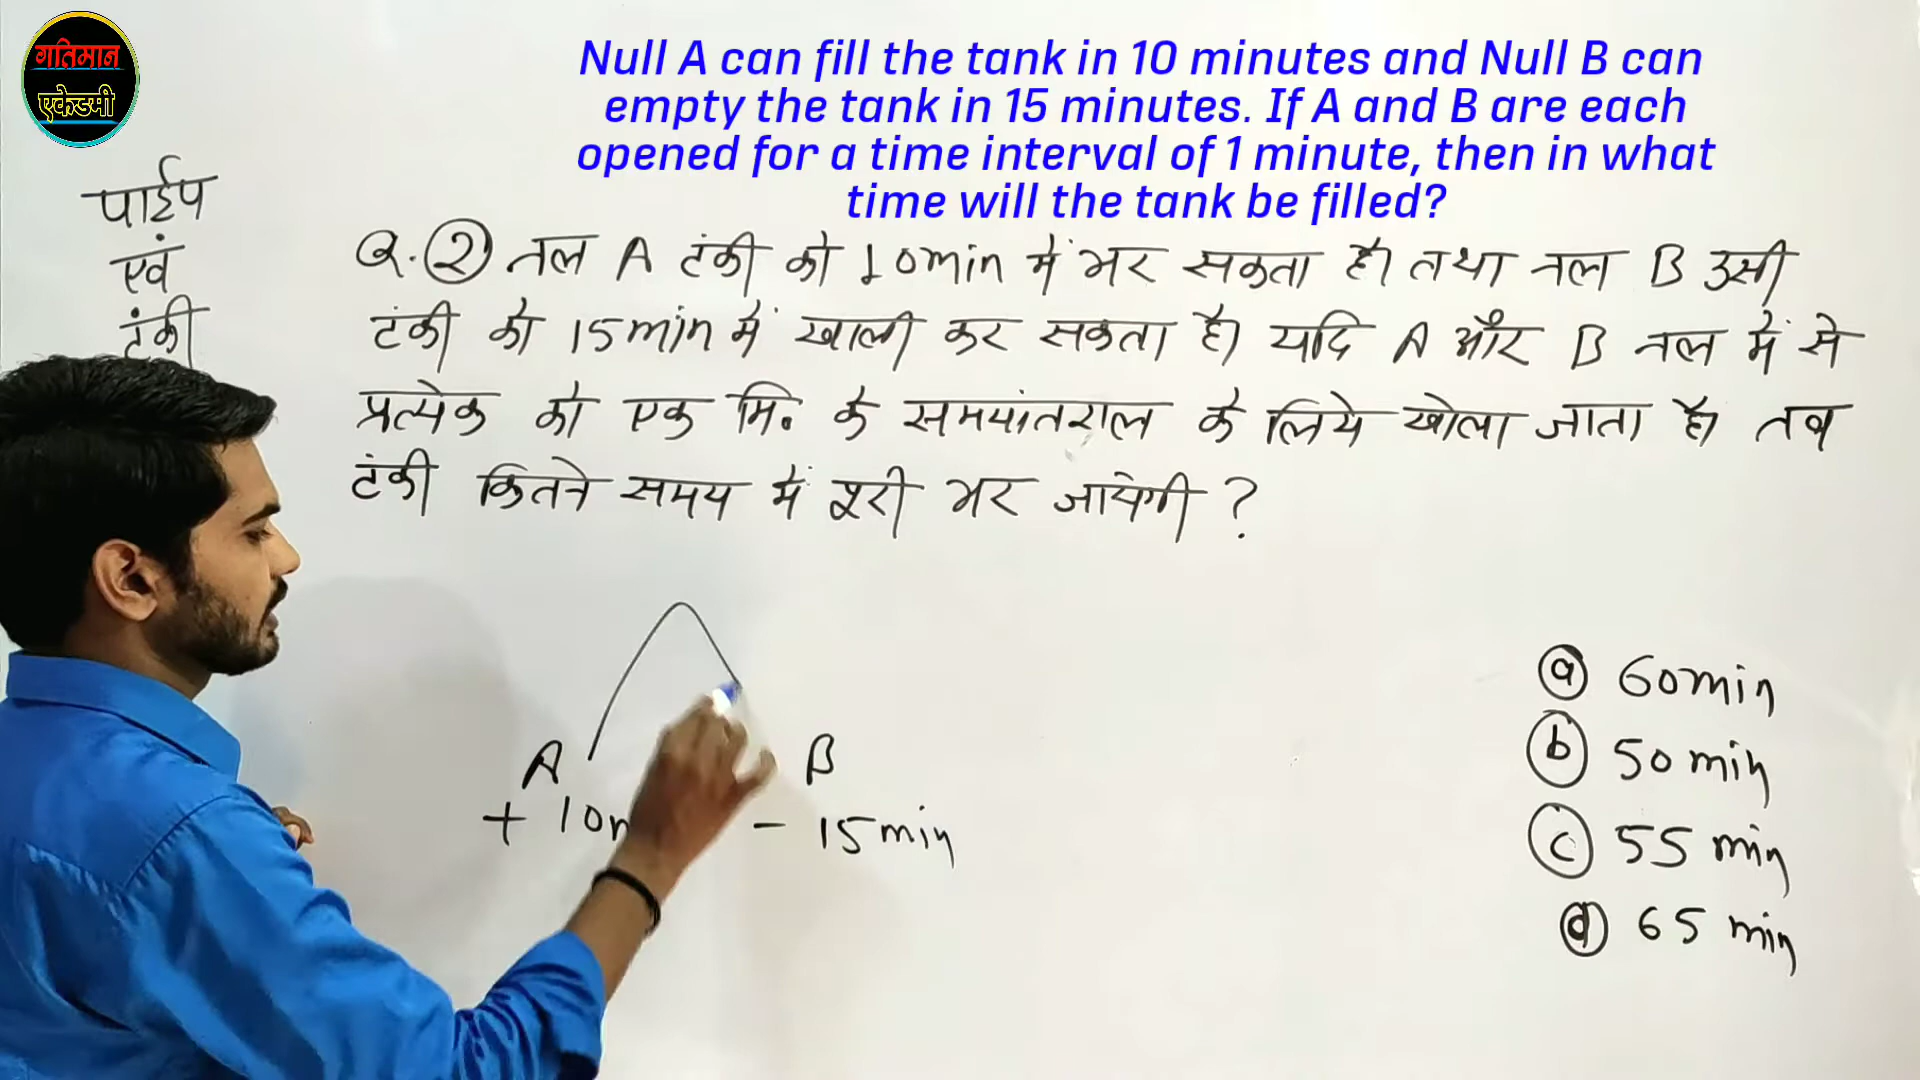 गतिमान
एकेडमी
Null A can fill the tank in 10 minutes and Null B can
empty the tank in 15 minutes. If A and B are each
opened for a time interval of 1 minute, then in what
time will the tank be filled?
पाईप
एवं
टंकी
Q. (2) नल A टंकी को 10min में भर सकता है। तथा नल B उसी
टंकी को 15min में खाली कर सकता है। यदि A और B नल में से
प्रत्येक को एक मि० के समयांतराल के लिये खोला जाता है। तब
टंकी कितने समय में पूरी भर जायेगी ?
A B
+ 10m - 15min
(a) 60min
(b) 50 min
(c) 55 min
(d) 65 min